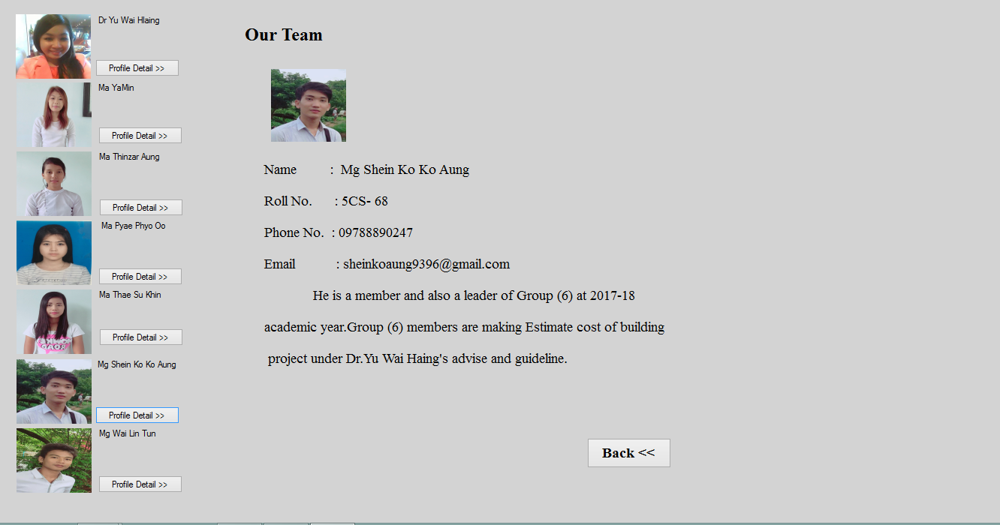 Dr Yu Wai Hlaing
Profile Detail >>
Ma YaMin
Profile Detail >>
Ma Thinzar Aung
Profile Detail >>
Ma Pyae Phyo Oo
Profile Detail >>
Ma Thae Su Khin
Profile Detail >>
Mg Shein Ko Ko Aung
Profile Detail >>
Mg Wai Lin Tun
Profile Detail >>
Our Team
Name : Mg Shein Ko Ko Aung
Roll No. : 5CS- 68
Phone No. : 09788890247
Email : sheinkoaung9396@gmail.com
He is a member and also a leader of Group (6) at 2017-18
academic year.Group (6) members are making Estimate cost of building
project under Dr.Yu Wai Haing's advise and guideline.
Back <<